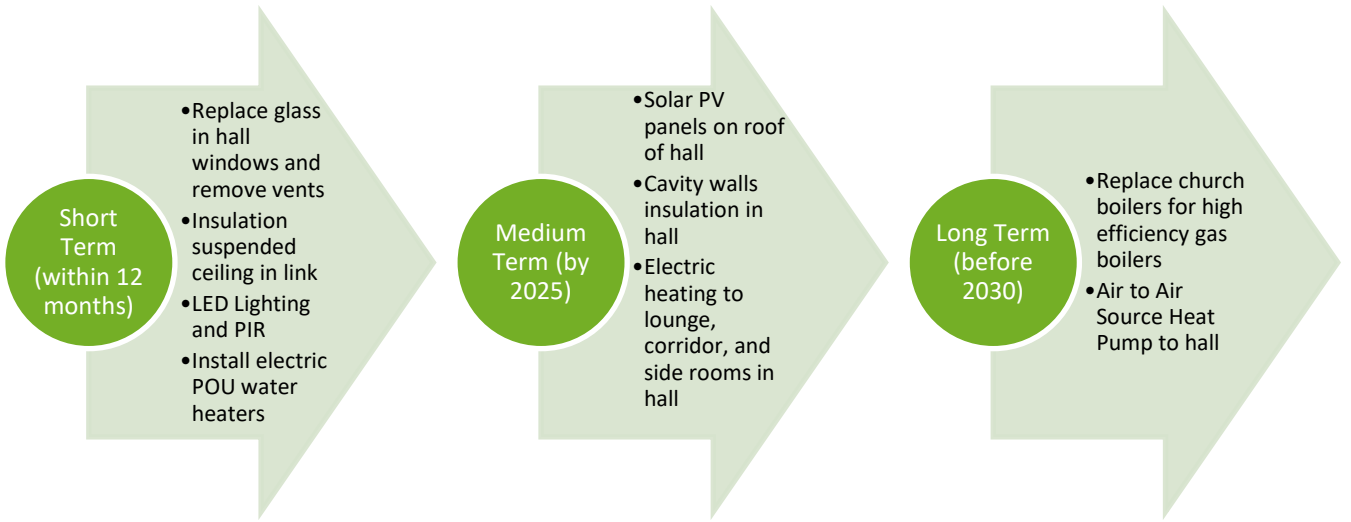 Short
Term
(within 12
months)
•Replace glass
in hall
windows and
remove vents
•Insulation
suspended
ceiling in link
•LED Lighting
and PIR
•Install electric
POU water
heaters
Medium
Term (by
2025)
•Solar PV
panels on roof
of hall
•Cavity walls
insulation in
hall
•Electric
heating to
lounge,
corridor, and
side rooms in
hall
Long Term
(before
2030)
•Replace church
boilers for high
efficiency gas
boilers
•Air to Air
Source Heat
Pump to hall